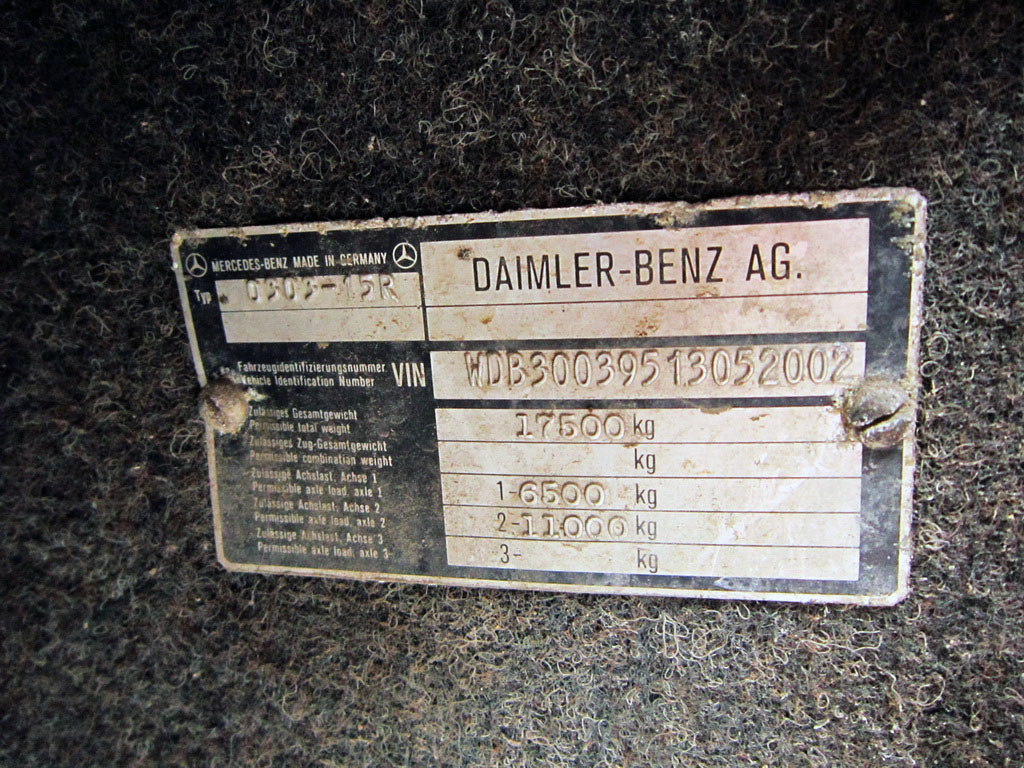 MERCEDES-BENZ MADE IN GERMANY
DAIMLER-BENZ AG.
Typ 0303-15R
Fahrzeugidentifizierungsnummer
Vehicle Identification Number
VIN WDB30039513052002
Zulässiges Gesamtgewicht
Permissible total weight
17500 kg
Zulässiges Zug-Gesamtgewicht
Permissible combination weight
kg
Zulässige Achslast, Achse 1
Permissible axle load, axle 1
1-6500 kg
Zulässige Achslast, Achse 2
Permissible axle load, axle 2
2-11000 kg
Zulässige Achslast, Achse 3
Permissible axle load, axle 3
3- kg